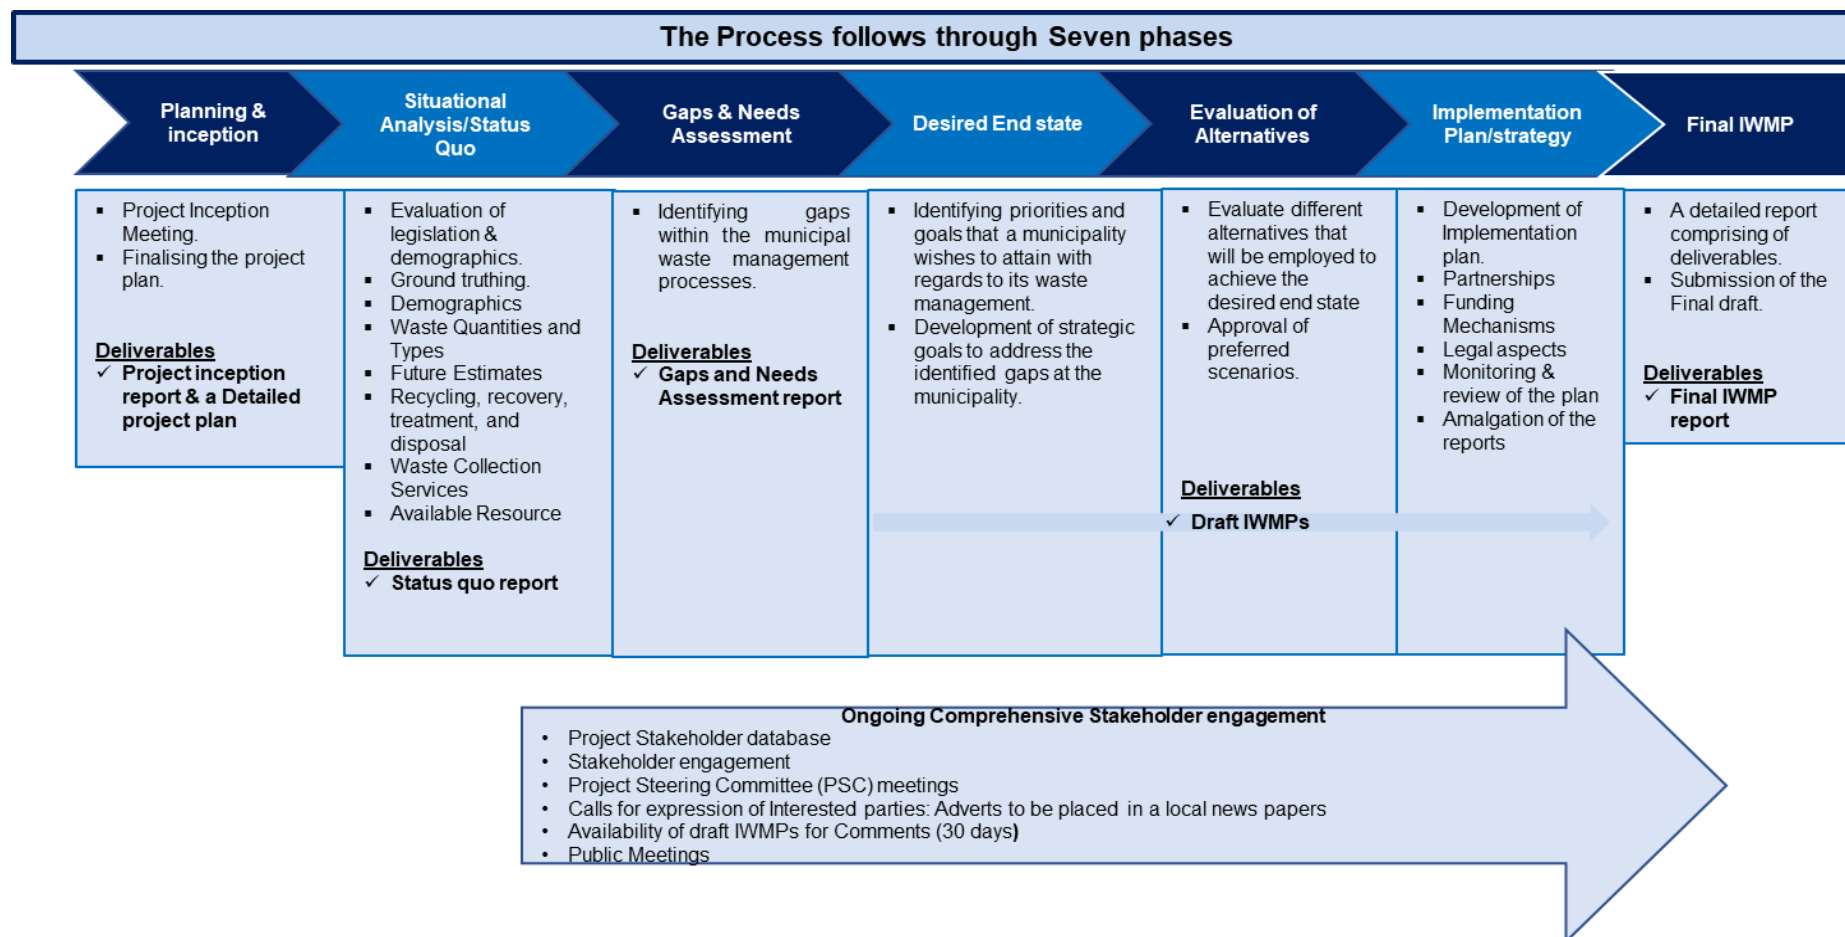 The Process follows through Seven phases
Planning &
inception
Situational
Analysis/Status
Quo
Gaps & Needs
Assessment
Desired End state
Evaluation of
Alternatives
Implementation
Plan/strategy
Final IWMP
▪ Project Inception
Meeting.
▪ Finalising the project
plan.
Deliverables
✓ Project inception
report & a Detailed
project plan
▪ Evaluation of
legislation &
demographics.
▪ Ground truthing.
▪ Demographics
▪ Waste Quantities and
Types
▪ Future Estimates
▪ Recycling, recovery,
treatment, and
disposal
▪ Waste Collection
Services
▪ Available Resource
Deliverables
✓ Status quo report
▪ Identifying gaps
within the municipal
waste management
processes.
Deliverables
✓ Gaps and Needs
Assessment report
▪ Identifying priorities and
goals that a municipality
wishes to attain with
regards to its waste
management.
▪ Development of strategic
goals to address the
identified gaps at the
municipality.
▪ Evaluate different
alternatives that
will be employed to
achieve the
desired end state
▪ Approval of
preferred
scenarios.
Deliverables
✓ Draft IWMPs
▪ Development of
Implementation
plan.
▪ Partnerships
▪ Funding
Mechanisms
▪ Legal aspects
▪ Monitoring &
review of the plan
▪ Amalgation of the
reports
▪ A detailed report
comprising of
deliverables.
▪ Submission of the
Final draft.
Deliverables
✓ Final IWMP
report
Ongoing Comprehensive Stakeholder engagement
• Project Stakeholder database
• Stakeholder engagement
• Project Steering Committee (PSC) meetings
• Calls for expression of Interested parties: Adverts to be placed in a local news papers
• Availability of draft IWMPs for Comments (30 days)
• Public Meetings